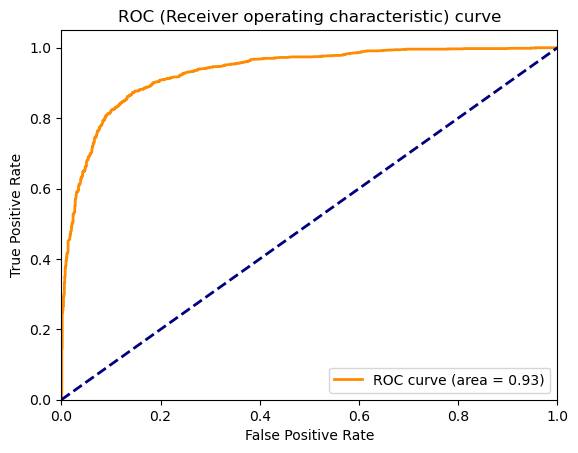 ROC (Receiver operating characteristic) curve
True Positive Rate
1.0
0.8
0.6
0.4
0.2
0.0
ROC curve (area = 0.93)
0.0 0.2 0.4 0.6 0.8 1.0
False Positive Rate